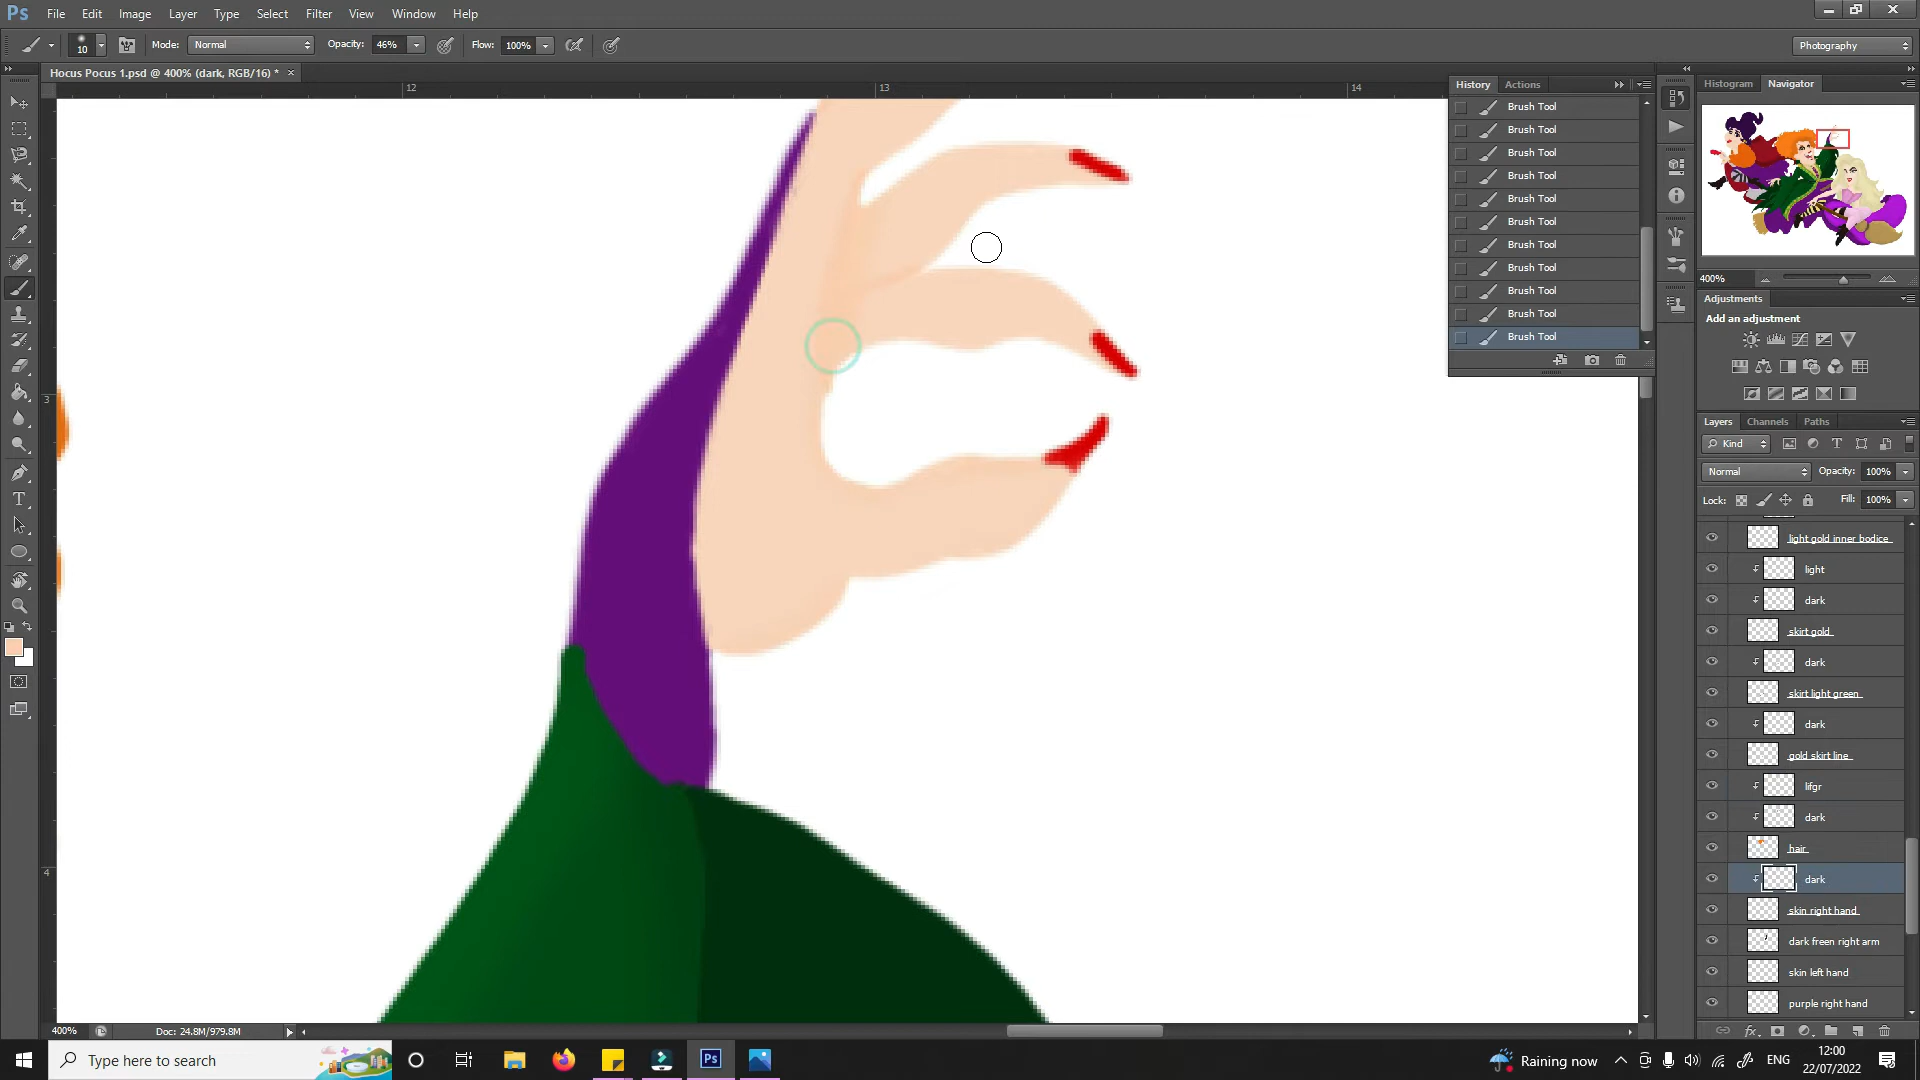 Ps File Edit Image Layer Type Select Filter View Window Help
10 Mode: Normal Opacity: 46% Flow: 100% Photography
Hocus Pocus 1.psd @ 400% (dark, RGB/16) * ×
12 13 14
3
4
History Actions
Brush Tool
Brush Tool
Brush Tool
Brush Tool
Brush Tool
Brush Tool
Brush Tool
Brush Tool
Brush Tool
Brush Tool
Brush Tool
Histogram Navigator
400%
Adjustments
Add an adjustment
Layers Channels Paths
Kind
Normal Opacity: 100%
Lock: Fill: 100%
light gold inner bodice
light
dark
skirt gold
dark
skirt light green
dark
gold skirt line
lifgr
dark
hair
dark
skin right hand
dark freen right arm
skin left hand
purple right hand
400% Doc: 24.8M/979.8M
Type here to search
Ps
Raining now ENG 12:00
22/07/2022